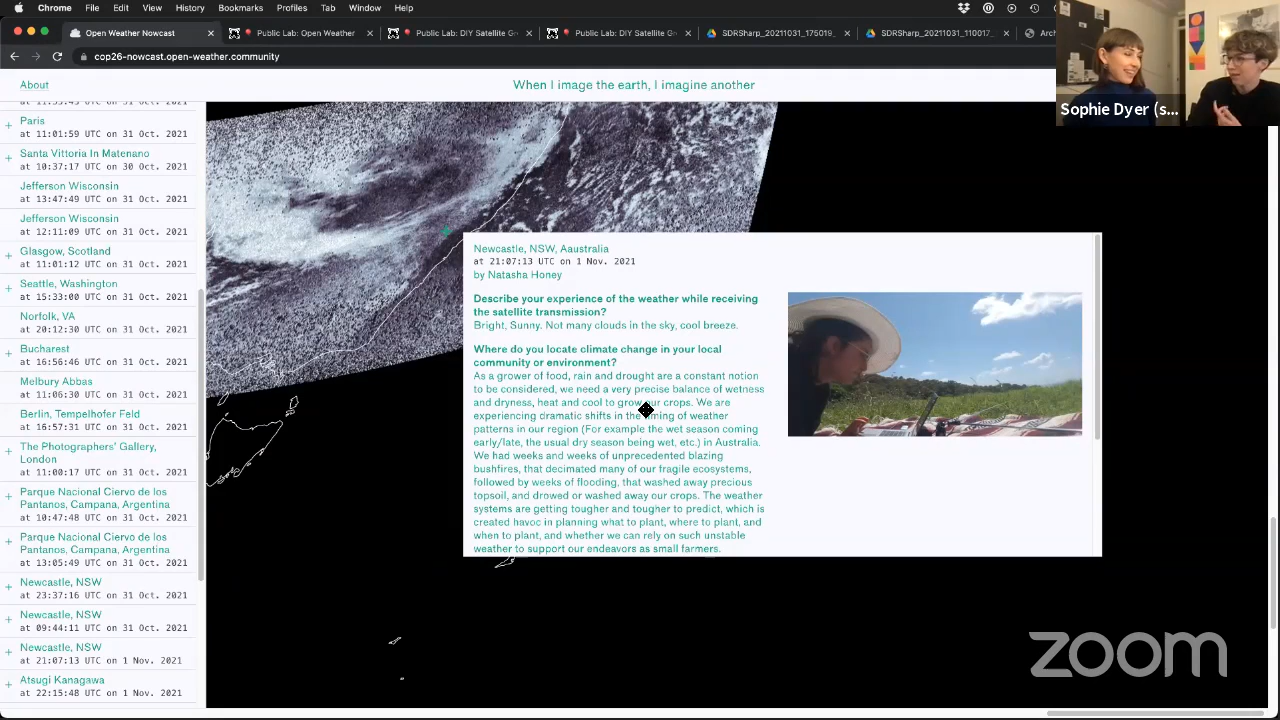 Chrome File Edit View History Bookmarks Profiles Tab Window Help
Open Weather Nowcast
Public Lab: Open Weather
Public Lab: DIY Satellite Gr
Public Lab: DIY Satellite Gr
SDRSharp_20211031_175019_
SDRSharp_20211031_110017_
Arch
cop26-nowcast.open-weather.community
Sophie Dyer (s...
About
When I image the earth, I imagine another
at 11:53:45 UTC on 31 Oct. 2021
Paris
at 11:01:59 UTC on 31 Oct. 2021
Santa Vittoria In Matenano
at 10:37:17 UTC on 30 Oct. 2021
Jefferson Wisconsin
at 13:47:49 UTC on 31 Oct. 2021
Jefferson Wisconsin
at 12:11:09 UTC on 31 Oct. 2021
Glasgow, Scotland
at 11:01:12 UTC on 31 Oct. 2021
Seattle, Washington
at 15:33:00 UTC on 31 Oct. 2021
Norfolk, VA
at 20:12:30 UTC on 31 Oct. 2021
Bucharest
at 16:56:46 UTC on 31 Oct. 2021
Melbury Abbas
at 11:06:30 UTC on 31 Oct. 2021
Berlin, Tempelhofer Feld
at 16:57:31 UTC on 31 Oct. 2021
The Photographers' Gallery,
London
at 11:00:17 UTC on 31 Oct. 2021
Parque Nacional Ciervo de los
Pantanos, Campana, Argentina
at 10:47:48 UTC on 31 Oct. 2021
Parque Nacional Ciervo de los
Pantanos, Campana, Argentina
at 13:05:49 UTC on 31 Oct. 2021
Newcastle, NSW
at 23:37:16 UTC on 31 Oct. 2021
Newcastle, NSW
at 09:44:11 UTC on 31 Oct. 2021
Newcastle, NSW
at 21:07:13 UTC on 1 Nov. 2021
Atsugi Kanagawa
at 22:15:48 UTC on 1 Nov. 2021
Newcastle, NSW, Aaustralia
at 21:07:13 UTC on 1 Nov. 2021
by Natasha Honey
Describe your experience of the weather while receiving
the satellite transmission?
Bright, Sunny. Not many clouds in the sky, cool breeze.
Where do you locate climate change in your local
community or environment?
As a grower of food, rain and drought are a constant notion
to be considered, we need a very precise balance of wetness
and dryness, heat and cool to grow our crops. We are
experiencing dramatic shifts in the timing of weather
patterns in our region (For example the wet season coming
early/late, the usual dry season being wet, etc.) in Australia.
We had weeks and weeks of unprecedented blazing
bushfires, that decimated many of our fragile ecosystems,
followed by weeks of flooding, that washed away precious
topsoil, and drowed or washed away our crops. The weather
systems are getting tougher and tougher to predict, which is
created havoc in planning what to plant, where to plant, and
when to plant, and whether we can rely on such unstable
weather to support our endeavors as small farmers.
zoom